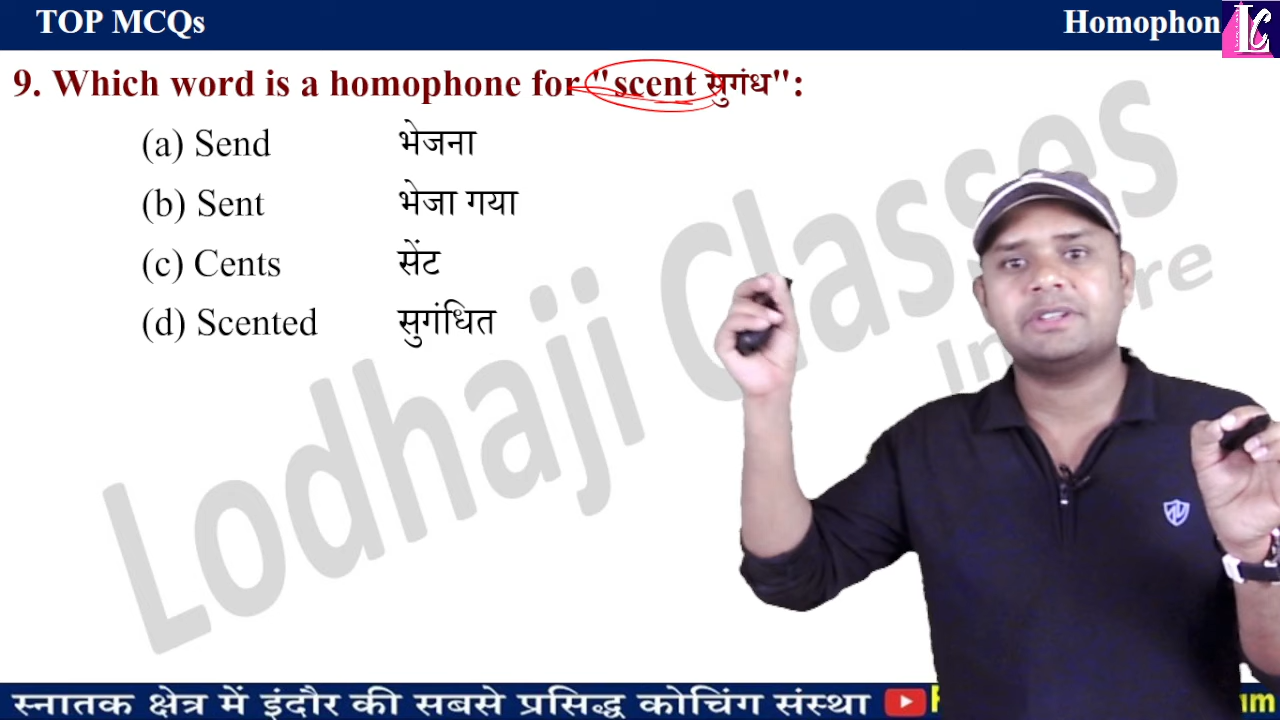 TOP MCQs
Homophon
LC
9. Which word is a homophone for "scent सुगंध":
(a) Send भेजना
(b) Sent भेजा गया
(c) Cents सेंट
(d) Scented सुगंधित
Lodhaji Classes
स्नातक क्षेत्र में इंदौर की सबसे प्रसिद्ध कोचिंग संस्था